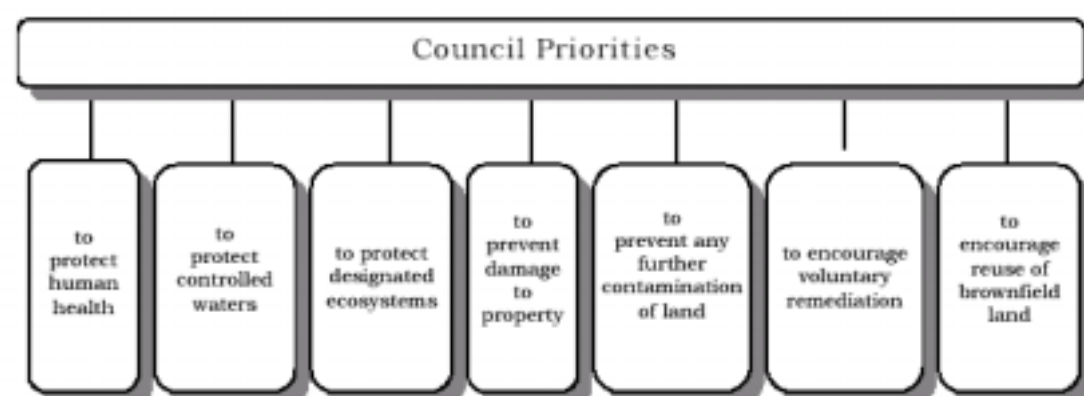 Council Priorities
to
protect
human
health
to
protect
controlled
waters
to protect
designated
ecosystems
to
prevent
damage
to
property
to
prevent any
further
contamination
of land
to encourage
voluntary
remediation
to
encourage
reuse of
brownfield
land